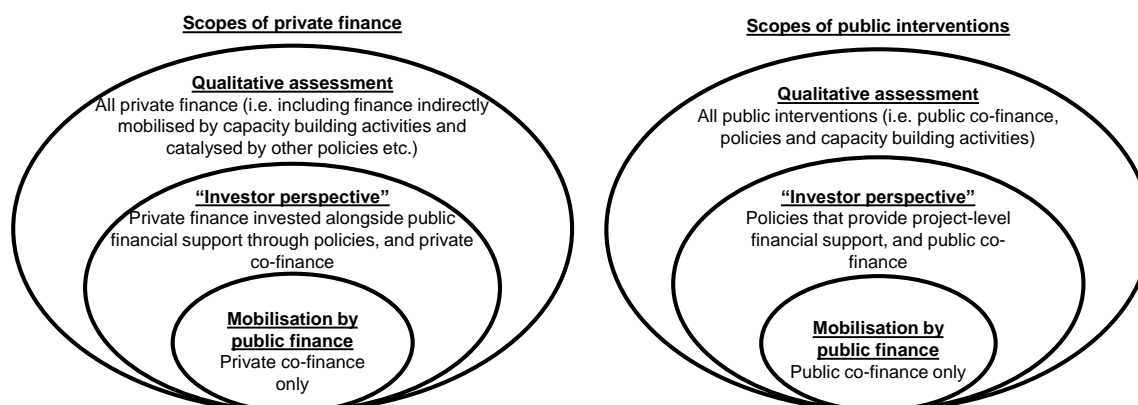 Scopes of private finance
Qualitative assessment
All private finance (i.e. including finance indirectly
mobilised by capacity building activities and
catalysed by other policies etc.)
“Investor perspective”
Private finance invested alongside public
financial support through policies, and private
co-finance
Mobilisation by
public finance
Private co-finance
only
Scopes of public interventions
Qualitative assessment
All public interventions (i.e. public co-finance,
policies and capacity building activities)
“Investor perspective”
Policies that provide project-level
financial support, and public co-
finance
Mobilisation by
public finance
Public co-finance only